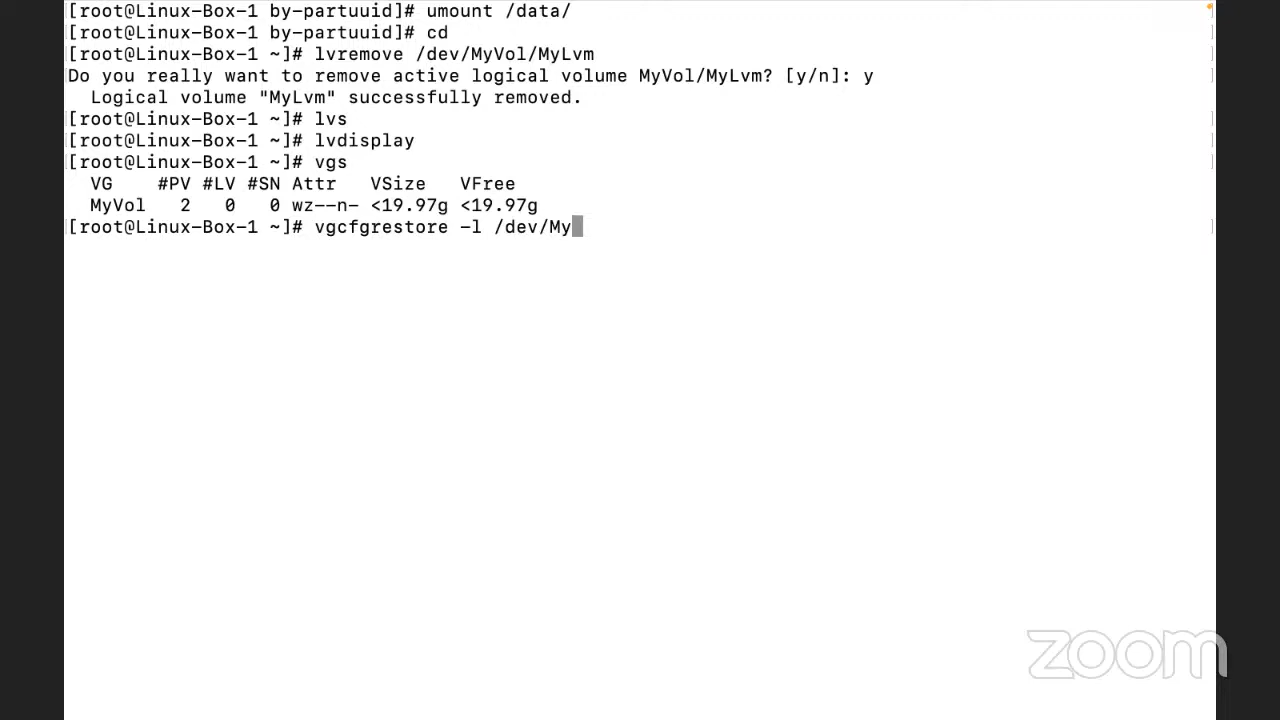 [root@Linux-Box-1 by-partuuid]# umount /data/
[root@Linux-Box-1 by-partuuid]# cd
[root@Linux-Box-1 ~]# lvremove /dev/MyVol/MyLvm
Do you really want to remove active logical volume MyVol/MyLvm? [y/n]: y
  Logical volume "MyLvm" successfully removed.
[root@Linux-Box-1 ~]# lvs
[root@Linux-Box-1 ~]# lvdisplay
[root@Linux-Box-1 ~]# vgs
  VG    #PV #LV #SN Attr   VSize   VFree
  MyVol   2   0   0 wz--n- <19.97g <19.97g
[root@Linux-Box-1 ~]# vgcfgrestore -l /dev/My
zoom